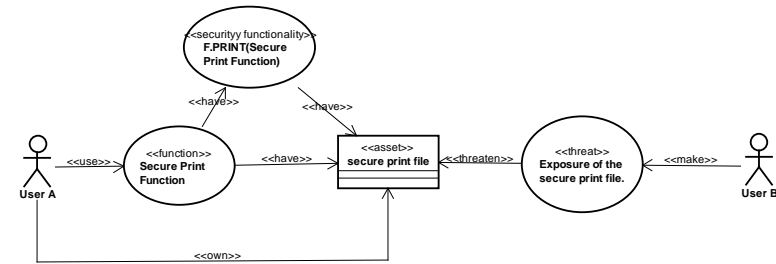 <<securityy functionality>>
F.PRINT(Secure
Print Function)
<<have>>
<<have>>
<<function>>
Secure Print
Function
<<use>>
<<have>>
<<asset>>
secure print file
<<threaten>>
<<threat>>
Exposure of the
secure print file.
<<make>>
User A
User B
<<own>>